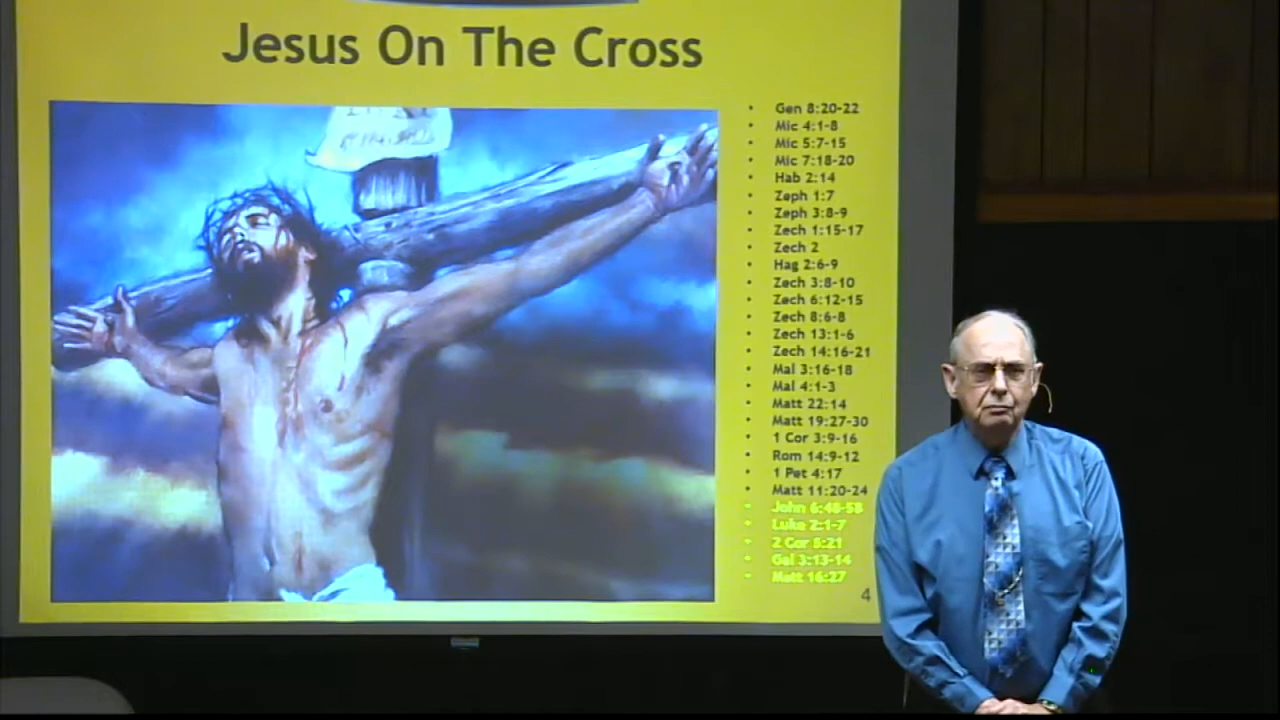 Jesus On The Cross
• Gen 8:20-22
• Mic 4:1-8
• Mic 5:7-15
• Mic 7:18-20
• Hab 2:14
• Zeph 1:7
• Zeph 3:8-9
• Zech 1:15-17
• Zech 2
• Hag 2:6-9
• Zech 3:8-10
• Zech 6:12-15
• Zech 8:6-8
• Zech 13:1-6
• Zech 14:16-21
• Mal 3:16-18
• Mal 4:1-3
• Matt 22:14
• Matt 19:27-30
• 1 Cor 3:9-16
• Rom 14:9-12
• 1 Pet 4:17
• Matt 11:20-24
• John 6:48-58
• Luke 2:1-7
• 2 Cor 5:21
• Gal 3:13-14
• Matt 16:27
4